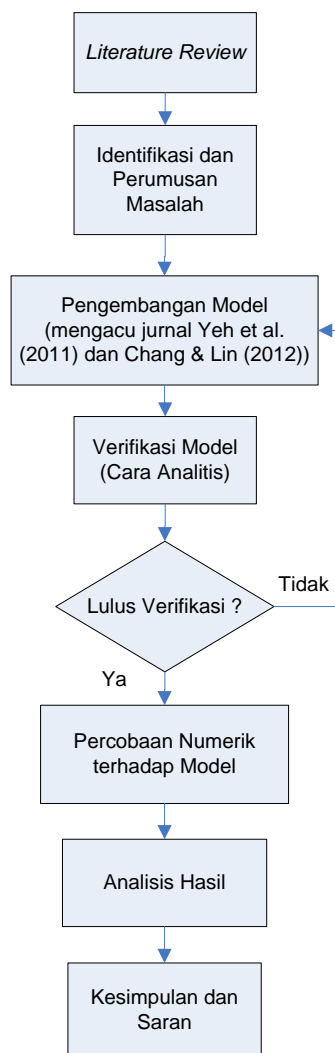 Literature Review
Identifikasi dan
Perumusan
Masalah
Pengembangan Model
(mengacu jurnal Yeh et al.
(2011) dan Chang & Lin (2012))
Verifikasi Model
(Cara Analitis)
Lulus Verifikasi ?
Tidak
Ya
Percobaan Numerik
terhadap Model
Analisis Hasil
Kesimpulan dan
Saran